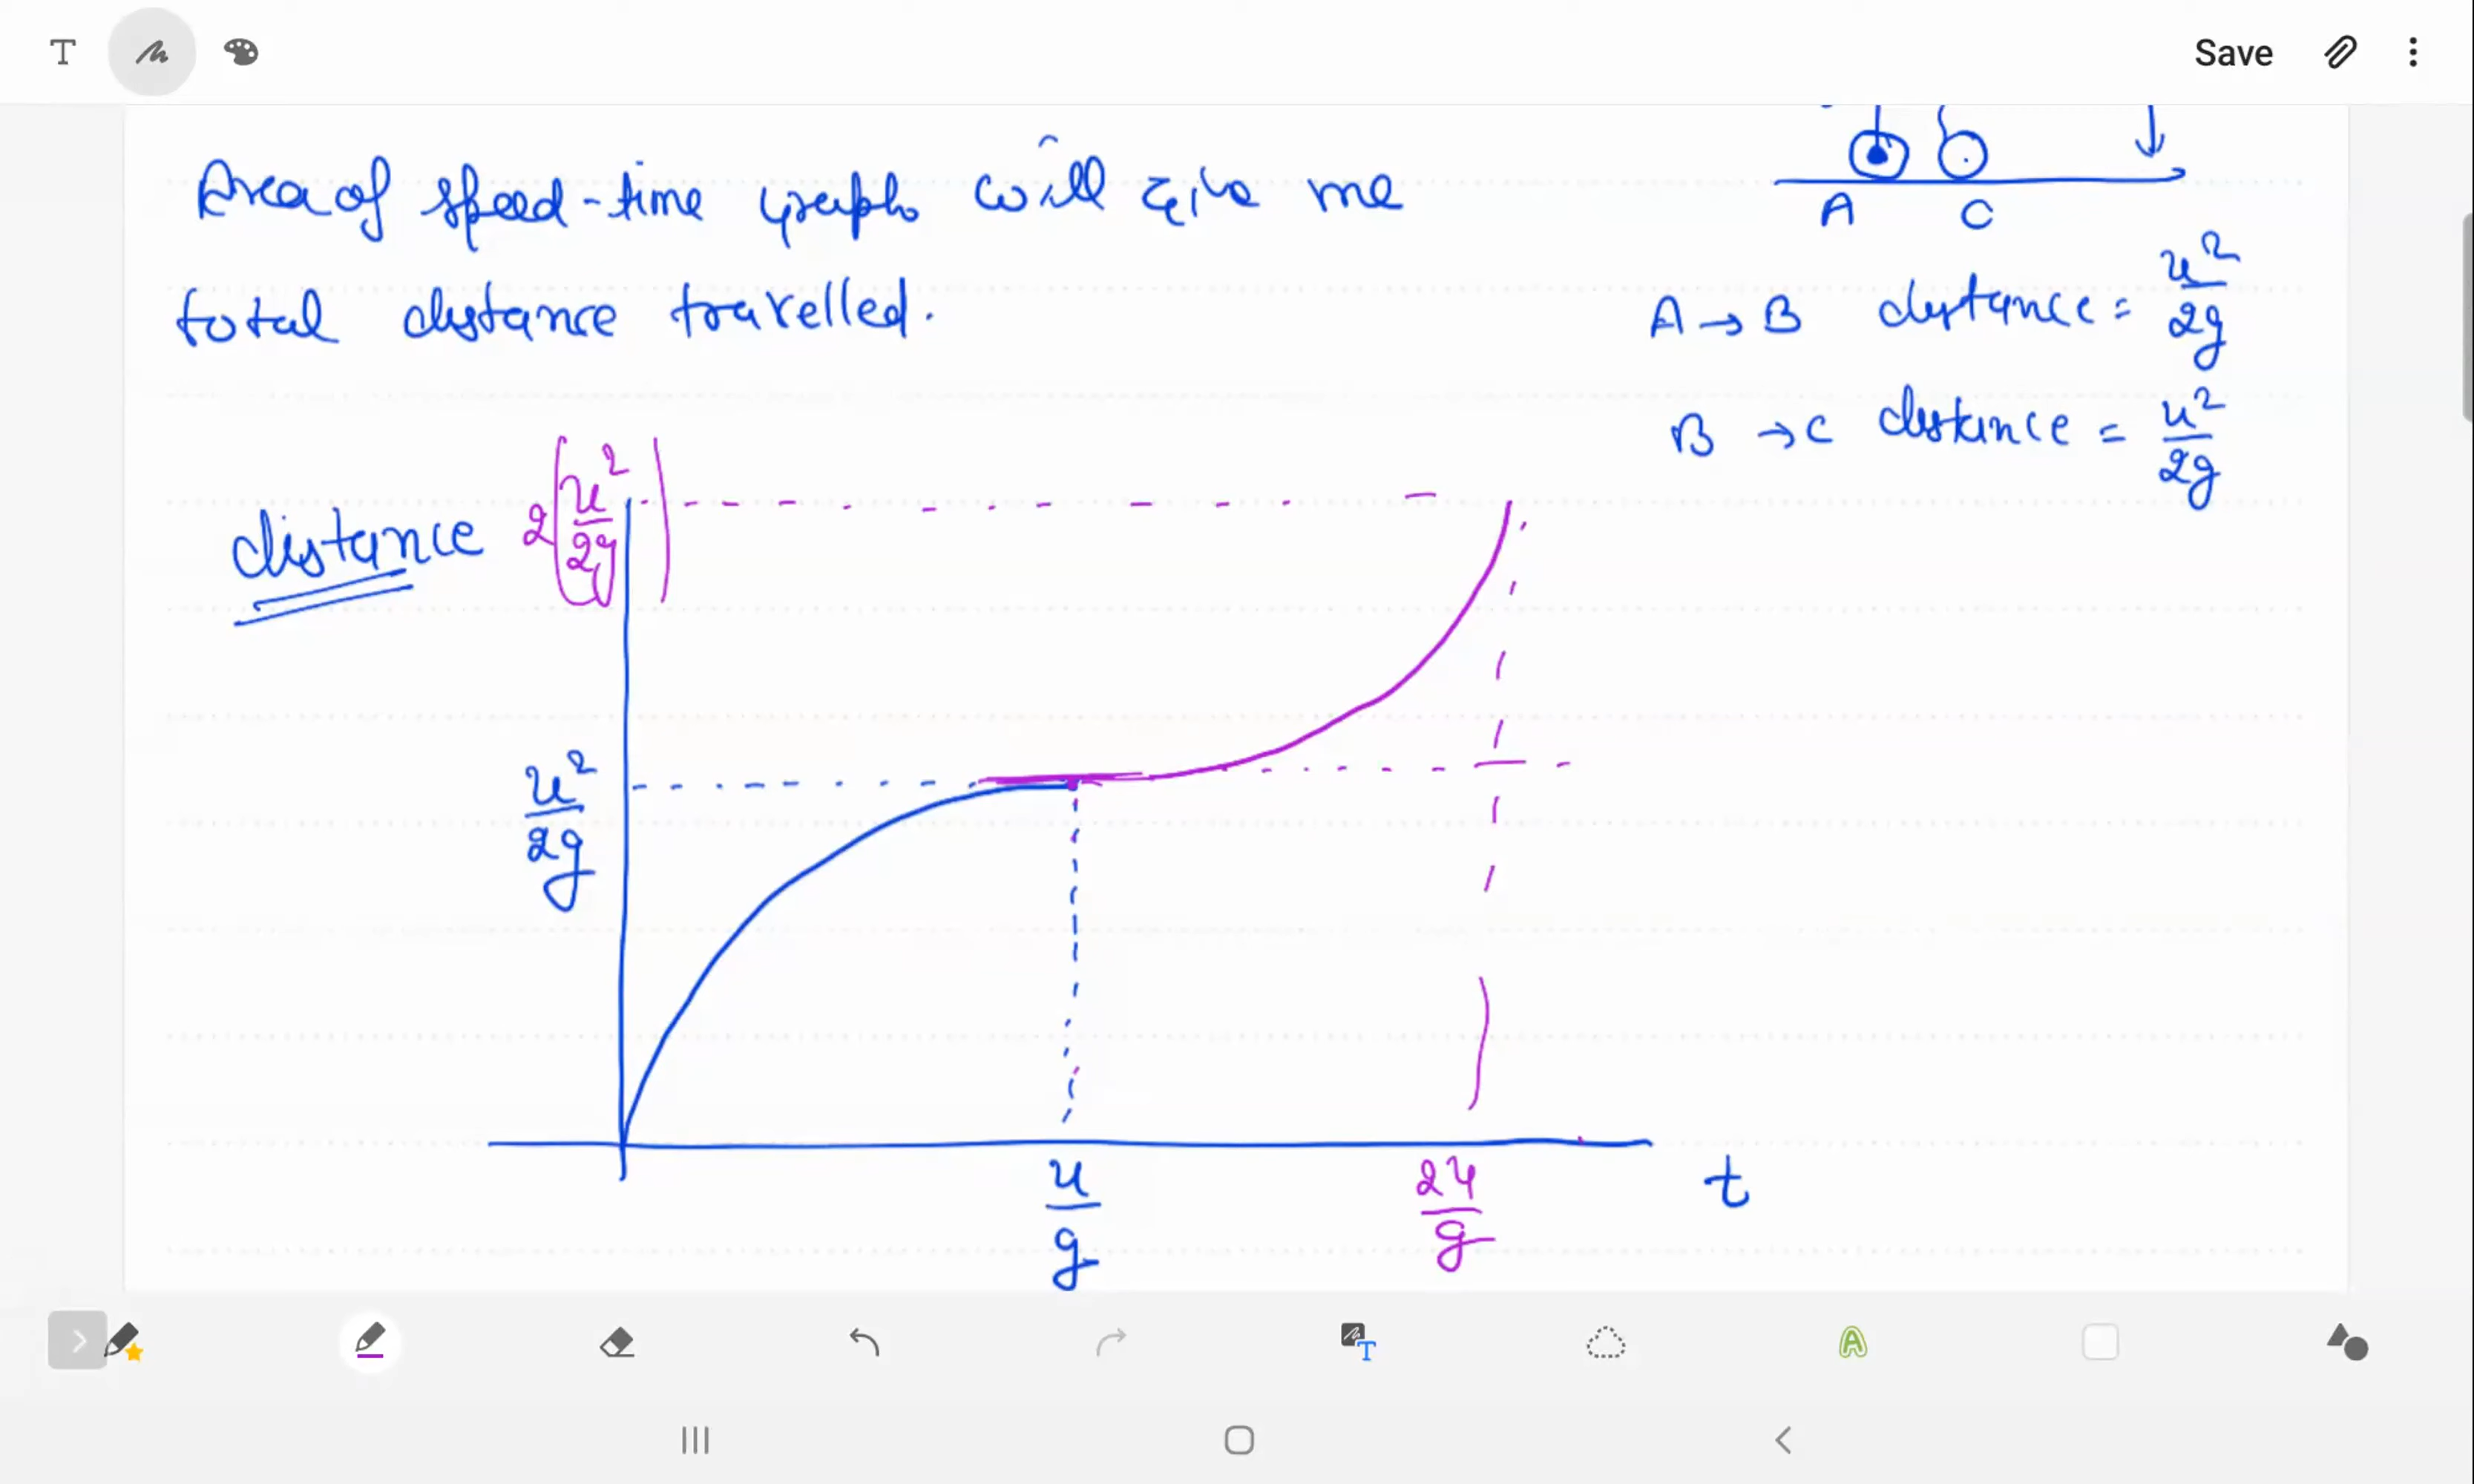 T
Save
Area of speed-time graph will give me
total distance travelled.
A C
A → B distance = u²/2g
B → C distance = u²/2g
distance
2(u²/2g)
u²/2g
u/g
2u/g
t
T
A